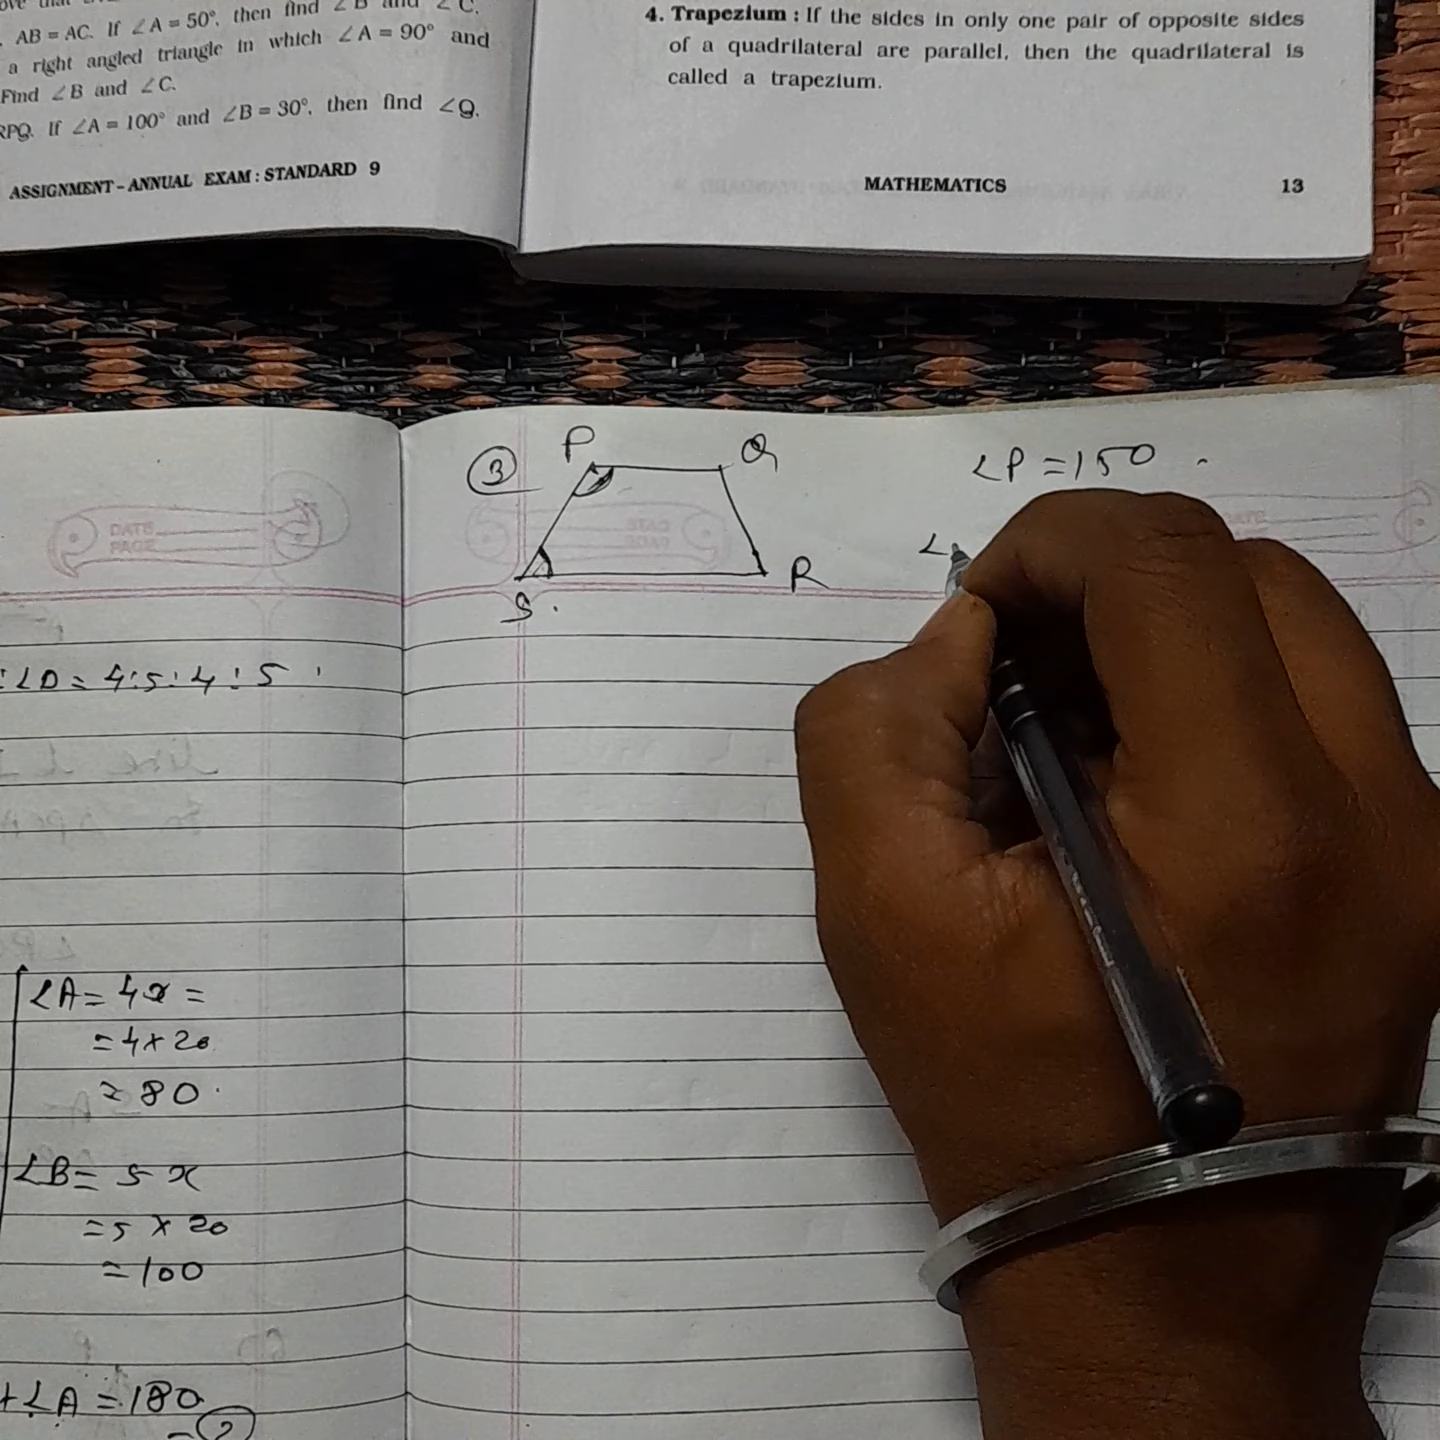 AB = AC. If ∠A = 50°, then find ∠B and ∠C.
a right angled triangle in which ∠A = 90° and
Find ∠B and ∠C.
RPQ. If ∠A = 100° and ∠B = 30°, then find ∠Q.
ASSIGNMENT – ANNUAL EXAM : STANDARD 9
4. Trapezium : If the sides in only one pair of opposite sides
of a quadrilateral are parallel, then the quadrilateral is
called a trapezium.
MATHEMATICS 13
DATE
PAGE
: ∠D = 4:5:4:5
∠A = 4x =
= 4 × 20
= 80
∠B = 5x
= 5 × 20
= 100
+ ∠A = 180
2
3
P Q
S R
∠P = 150
∠